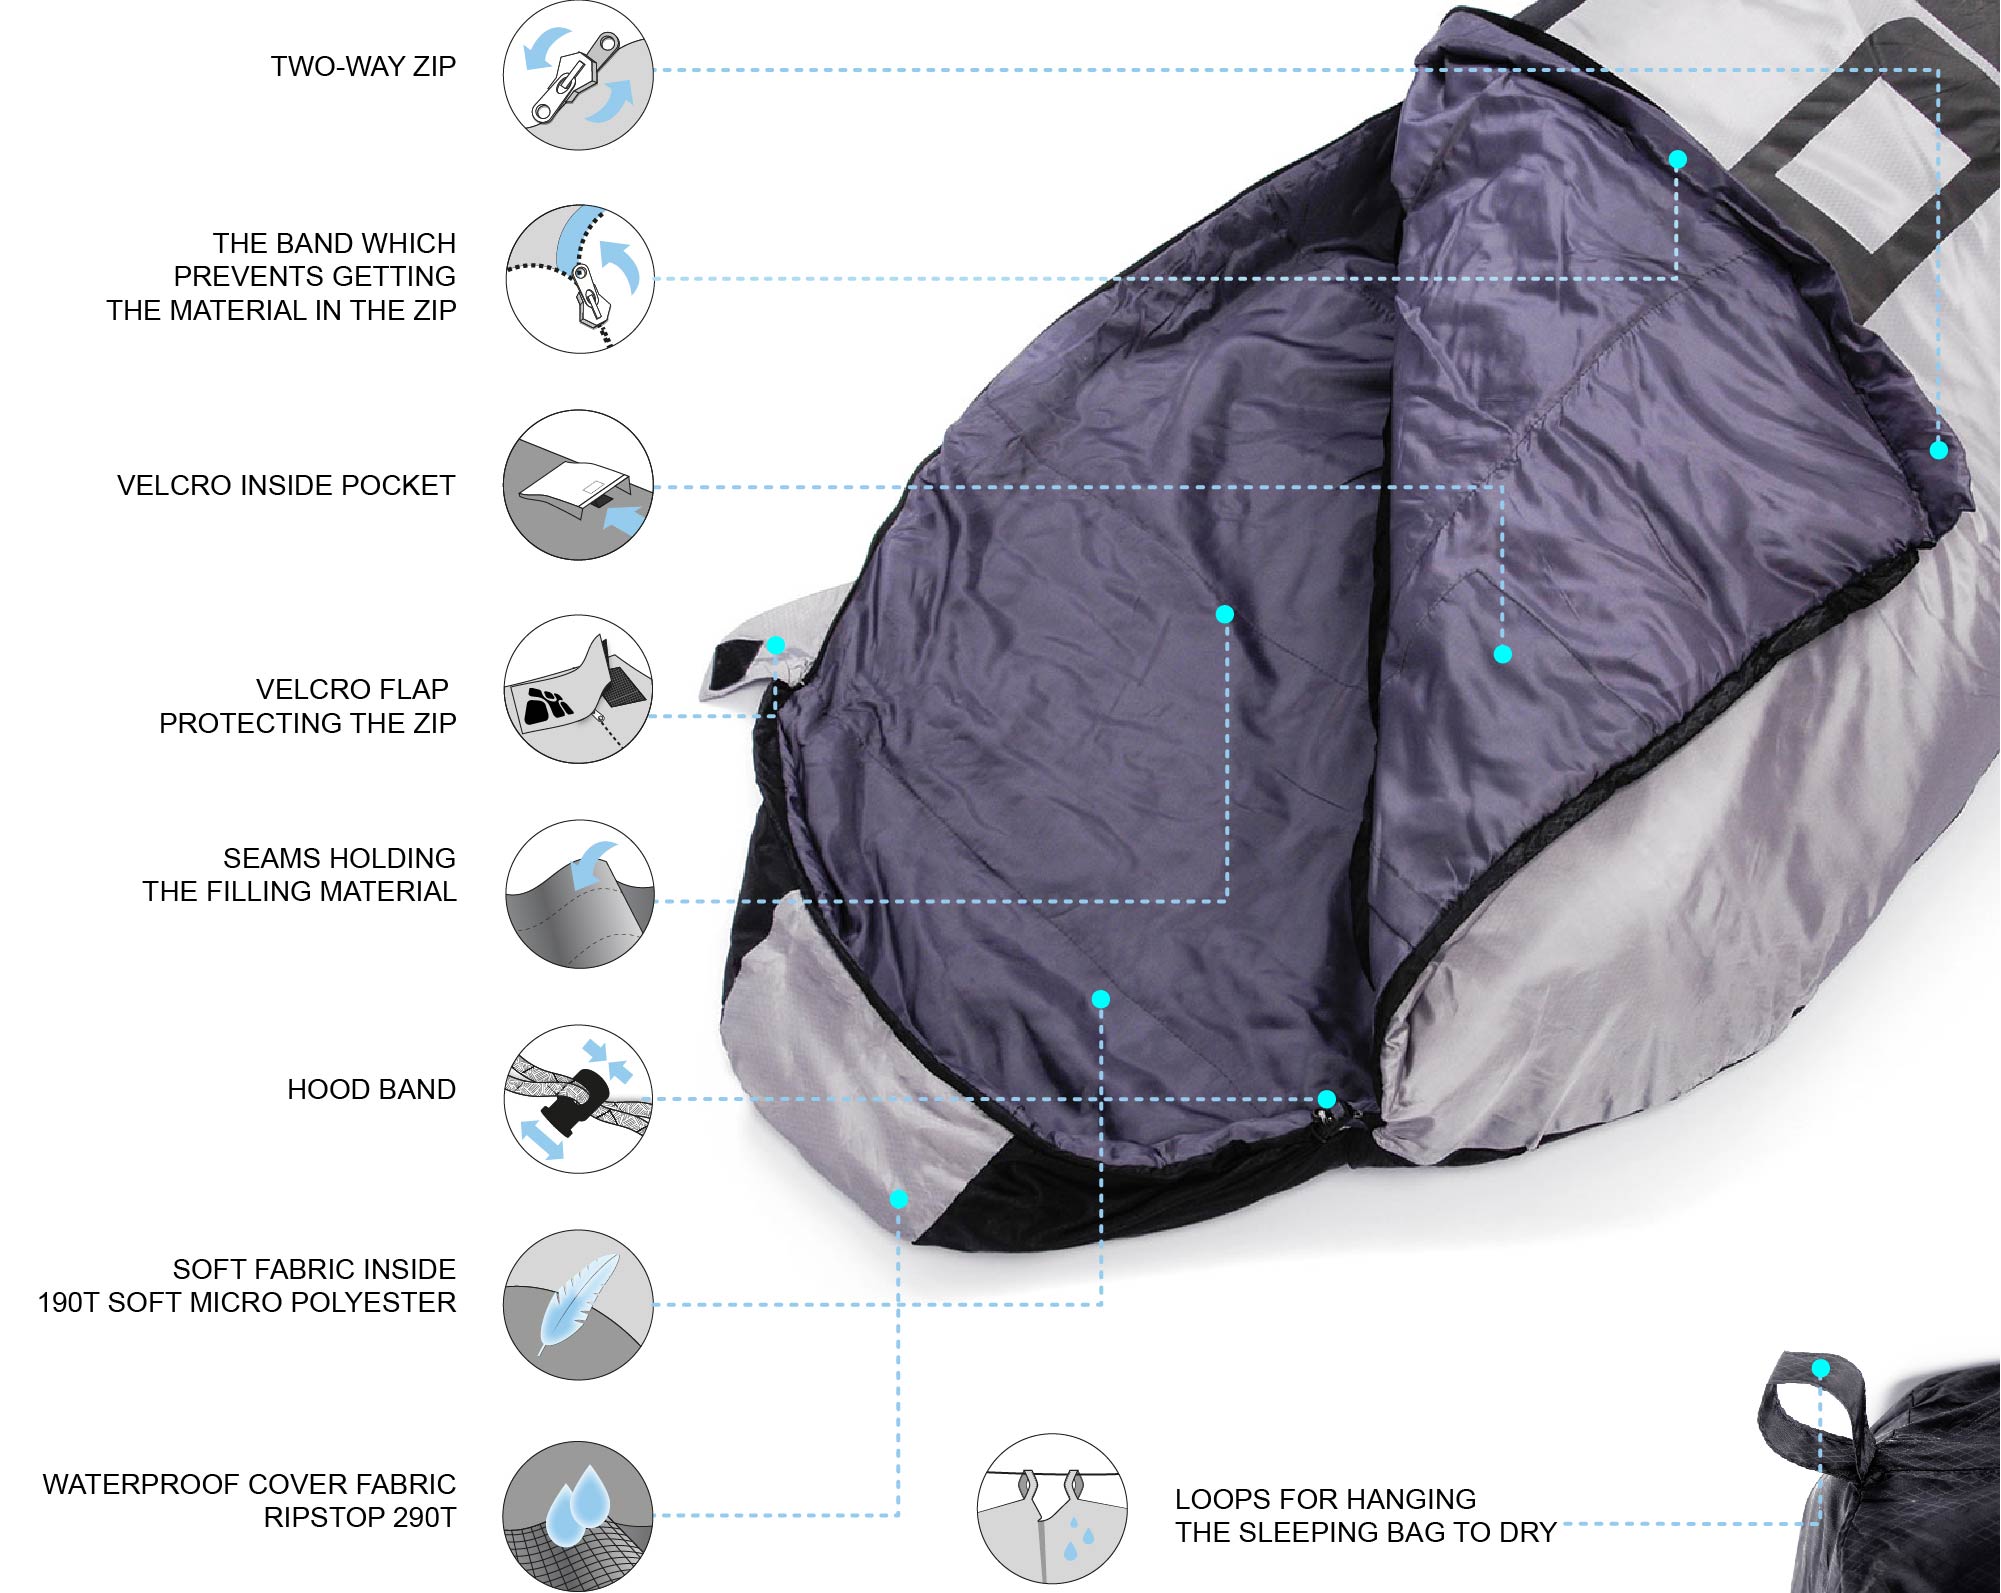 TWO-WAY ZIP
THE BAND WHICH
PREVENTS GETTING
THE MATERIAL IN THE ZIP
VELCRO INSIDE POCKET
VELCRO FLAP
PROTECTING THE ZIP
SEAMS HOLDING
THE FILLING MATERIAL
HOOD BAND
SOFT FABRIC INSIDE
190T SOFT MICRO POLYESTER
WATERPROOF COVER FABRIC
RIPSTOP 290T
LOOPS FOR HANGING
THE SLEEPING BAG TO DRY